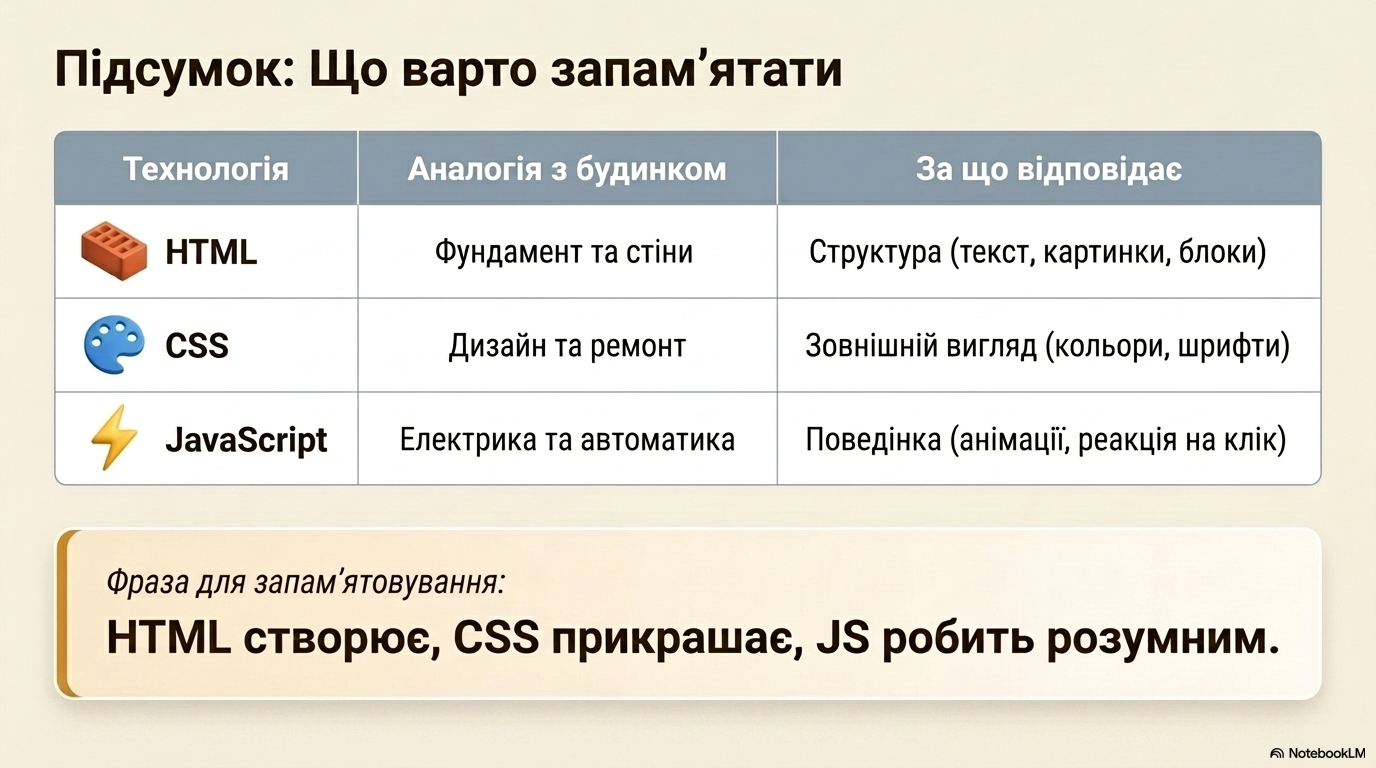 Підсумок: Що варто запам’ятати
Технологія Аналогія з будинком За що відповідає
HTML Фундамент та стіни Структура (текст, картинки, блоки)
CSS Дизайн та ремонт Зовнішній вигляд (кольори, шрифти)
JavaScript Електрика та автоматика Поведінка (анімації, реакція на клік)
Фраза для запам’ятовування:
HTML створює, CSS прикрашає, JS робить розумним.
NotebookLM